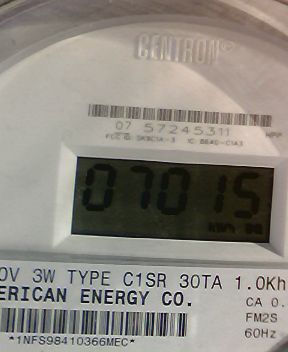 CENTRON®
07 57245311
07015
0V 3W TYPE C1SR 30TA 1.0Kh
ERICAN ENERGY CO.
CA 0.
FM2S
*1NFS98410366MEC*
60Hz